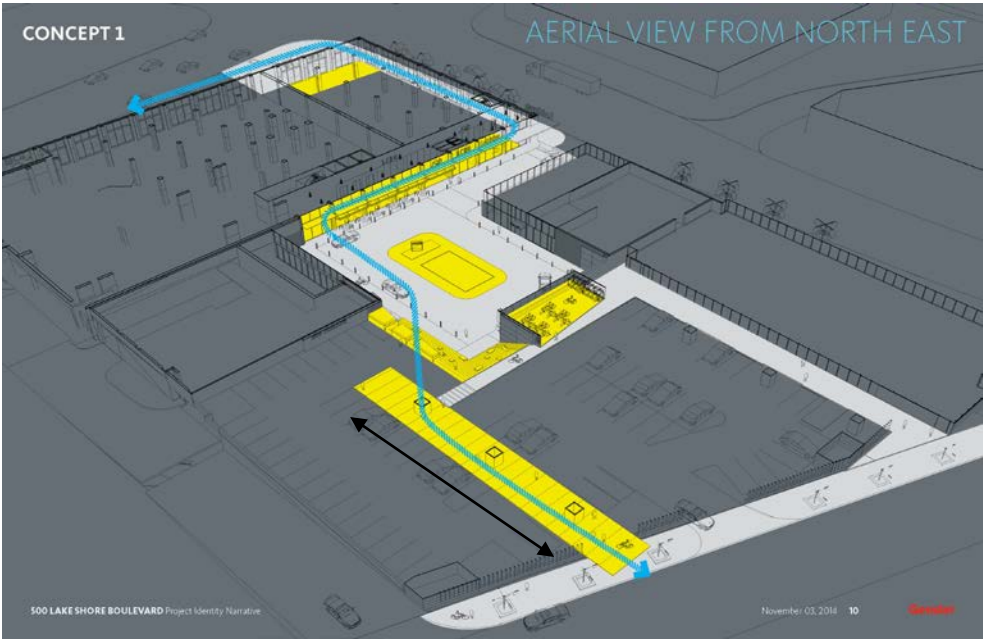 CONCEPT 1
AERIAL VIEW FROM NORTH EAST
500 LAKE SHORE BOULEVARD Project Identity Narrative
November 03, 2014 10
Gensler